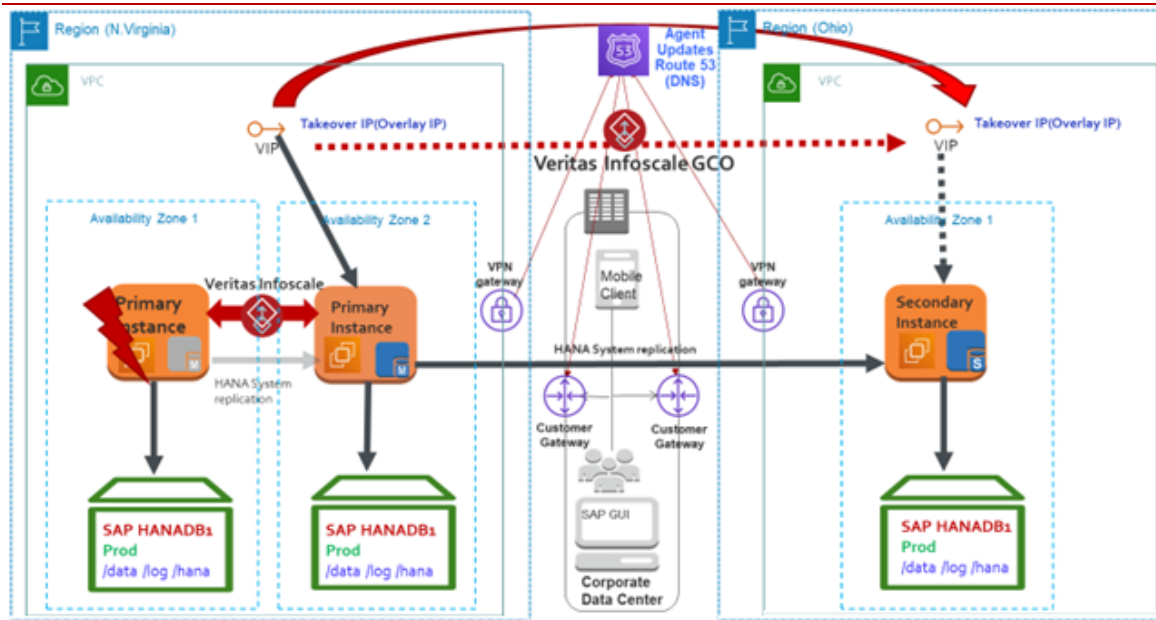 Region (N.Virginia)
VPC
Takeover IP(Overlay IP)
VIP
Availability Zone 1
Availability Zone 2
Primary
Instance
M
Veritas Infoscale
HANA System
replication
Primary
Instance
M
SAP HANADB1
Prod
/data /log /hana
SAP HANADB1
Prod
/data /log /hana
53
Agent
Updates
Route 53
(DNS)
Veritas Infoscale GCO
VPN
gateway
Mobile
Client
VPN
gateway
HANA System replication
Customer
Gateway
Customer
Gateway
SAP GUI
Corporate
Data Center
Region (Ohio)
VPC
Takeover IP(Overlay IP)
VIP
Availability Zone 1
Secondary
Instance
S
SAP HANADB1
Prod
/data /log /hana